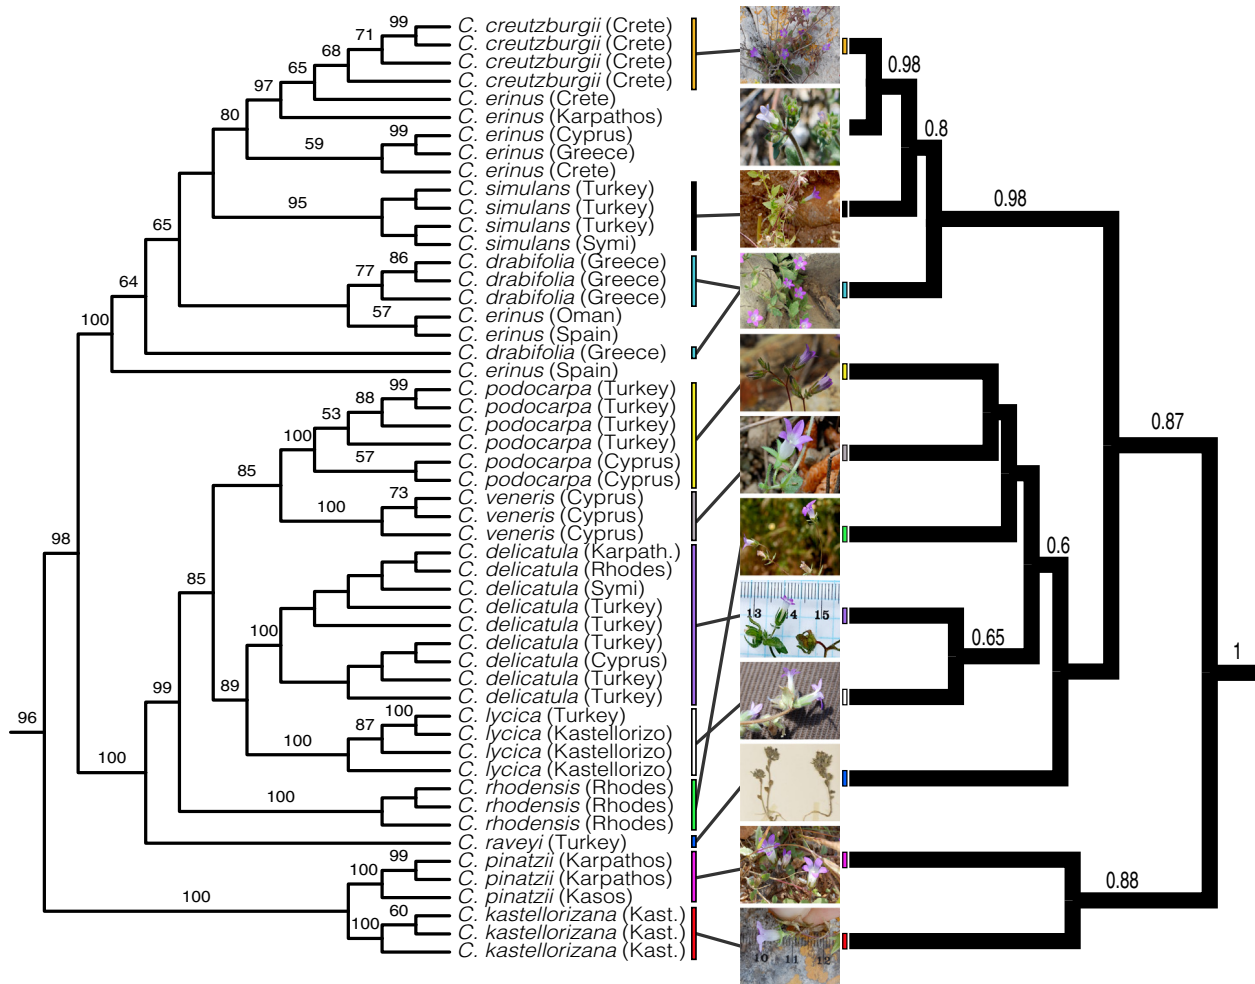 99
C. creutzburgii (Crete)
71
C. creutzburgii (Crete)
68
C. creutzburgii (Crete)
65
C. creutzburgii (Crete)
97
C. erinus (Crete)
80
C. erinus (Karpathos)
99
C. erinus (Cyprus)
59
C. erinus (Greece)
C. erinus (Crete)
C. simulans (Turkey)
95
C. simulans (Turkey)
C. simulans (Turkey)
65
C. simulans (Symi)
86
C. drabifolia (Greece)
77
C. drabifolia (Greece)
64
C. drabifolia (Greece)
57
C. erinus (Oman)
100
C. erinus (Spain)
C. drabifolia (Greece)
C. erinus (Spain)
99
C. podocarpa (Turkey)
88
C. podocarpa (Turkey)
53
C. podocarpa (Turkey)
100
C. podocarpa (Turkey)
57
C. podocarpa (Cyprus)
85
C. podocarpa (Cyprus)
73
C. veneris (Cyprus)
100
C. veneris (Cyprus)
C. veneris (Cyprus)
98
C. delicatula (Karpath.)
85
C. delicatula (Rhodes)
C. delicatula (Symi)
C. delicatula (Turkey)
100
C. delicatula (Turkey)
C. delicatula (Turkey)
C. delicatula (Cyprus)
99
89
C. delicatula (Turkey)
C. delicatula (Turkey)
96
100
C. lycica (Turkey)
87
C. lycica (Kastellorizo)
100
100
C. lycica (Kastellorizo)
C. lycica (Kastellorizo)
C. rhodensis (Rhodes)
100
C. rhodensis (Rhodes)
C. rhodensis (Rhodes)
C. raveyi (Turkey)
99
C. pinatzii (Karpathos)
100
C. pinatzii (Karpathos)
100
C. pinatzii (Kasos)
60
C. kastellorizana (Kast.)
100
C. kastellorizana (Kast.)
C. kastellorizana (Kast.)
13 14 15
10 11 12
0.98
0.8
0.98
0.87
0.6
0.65
1
0.88